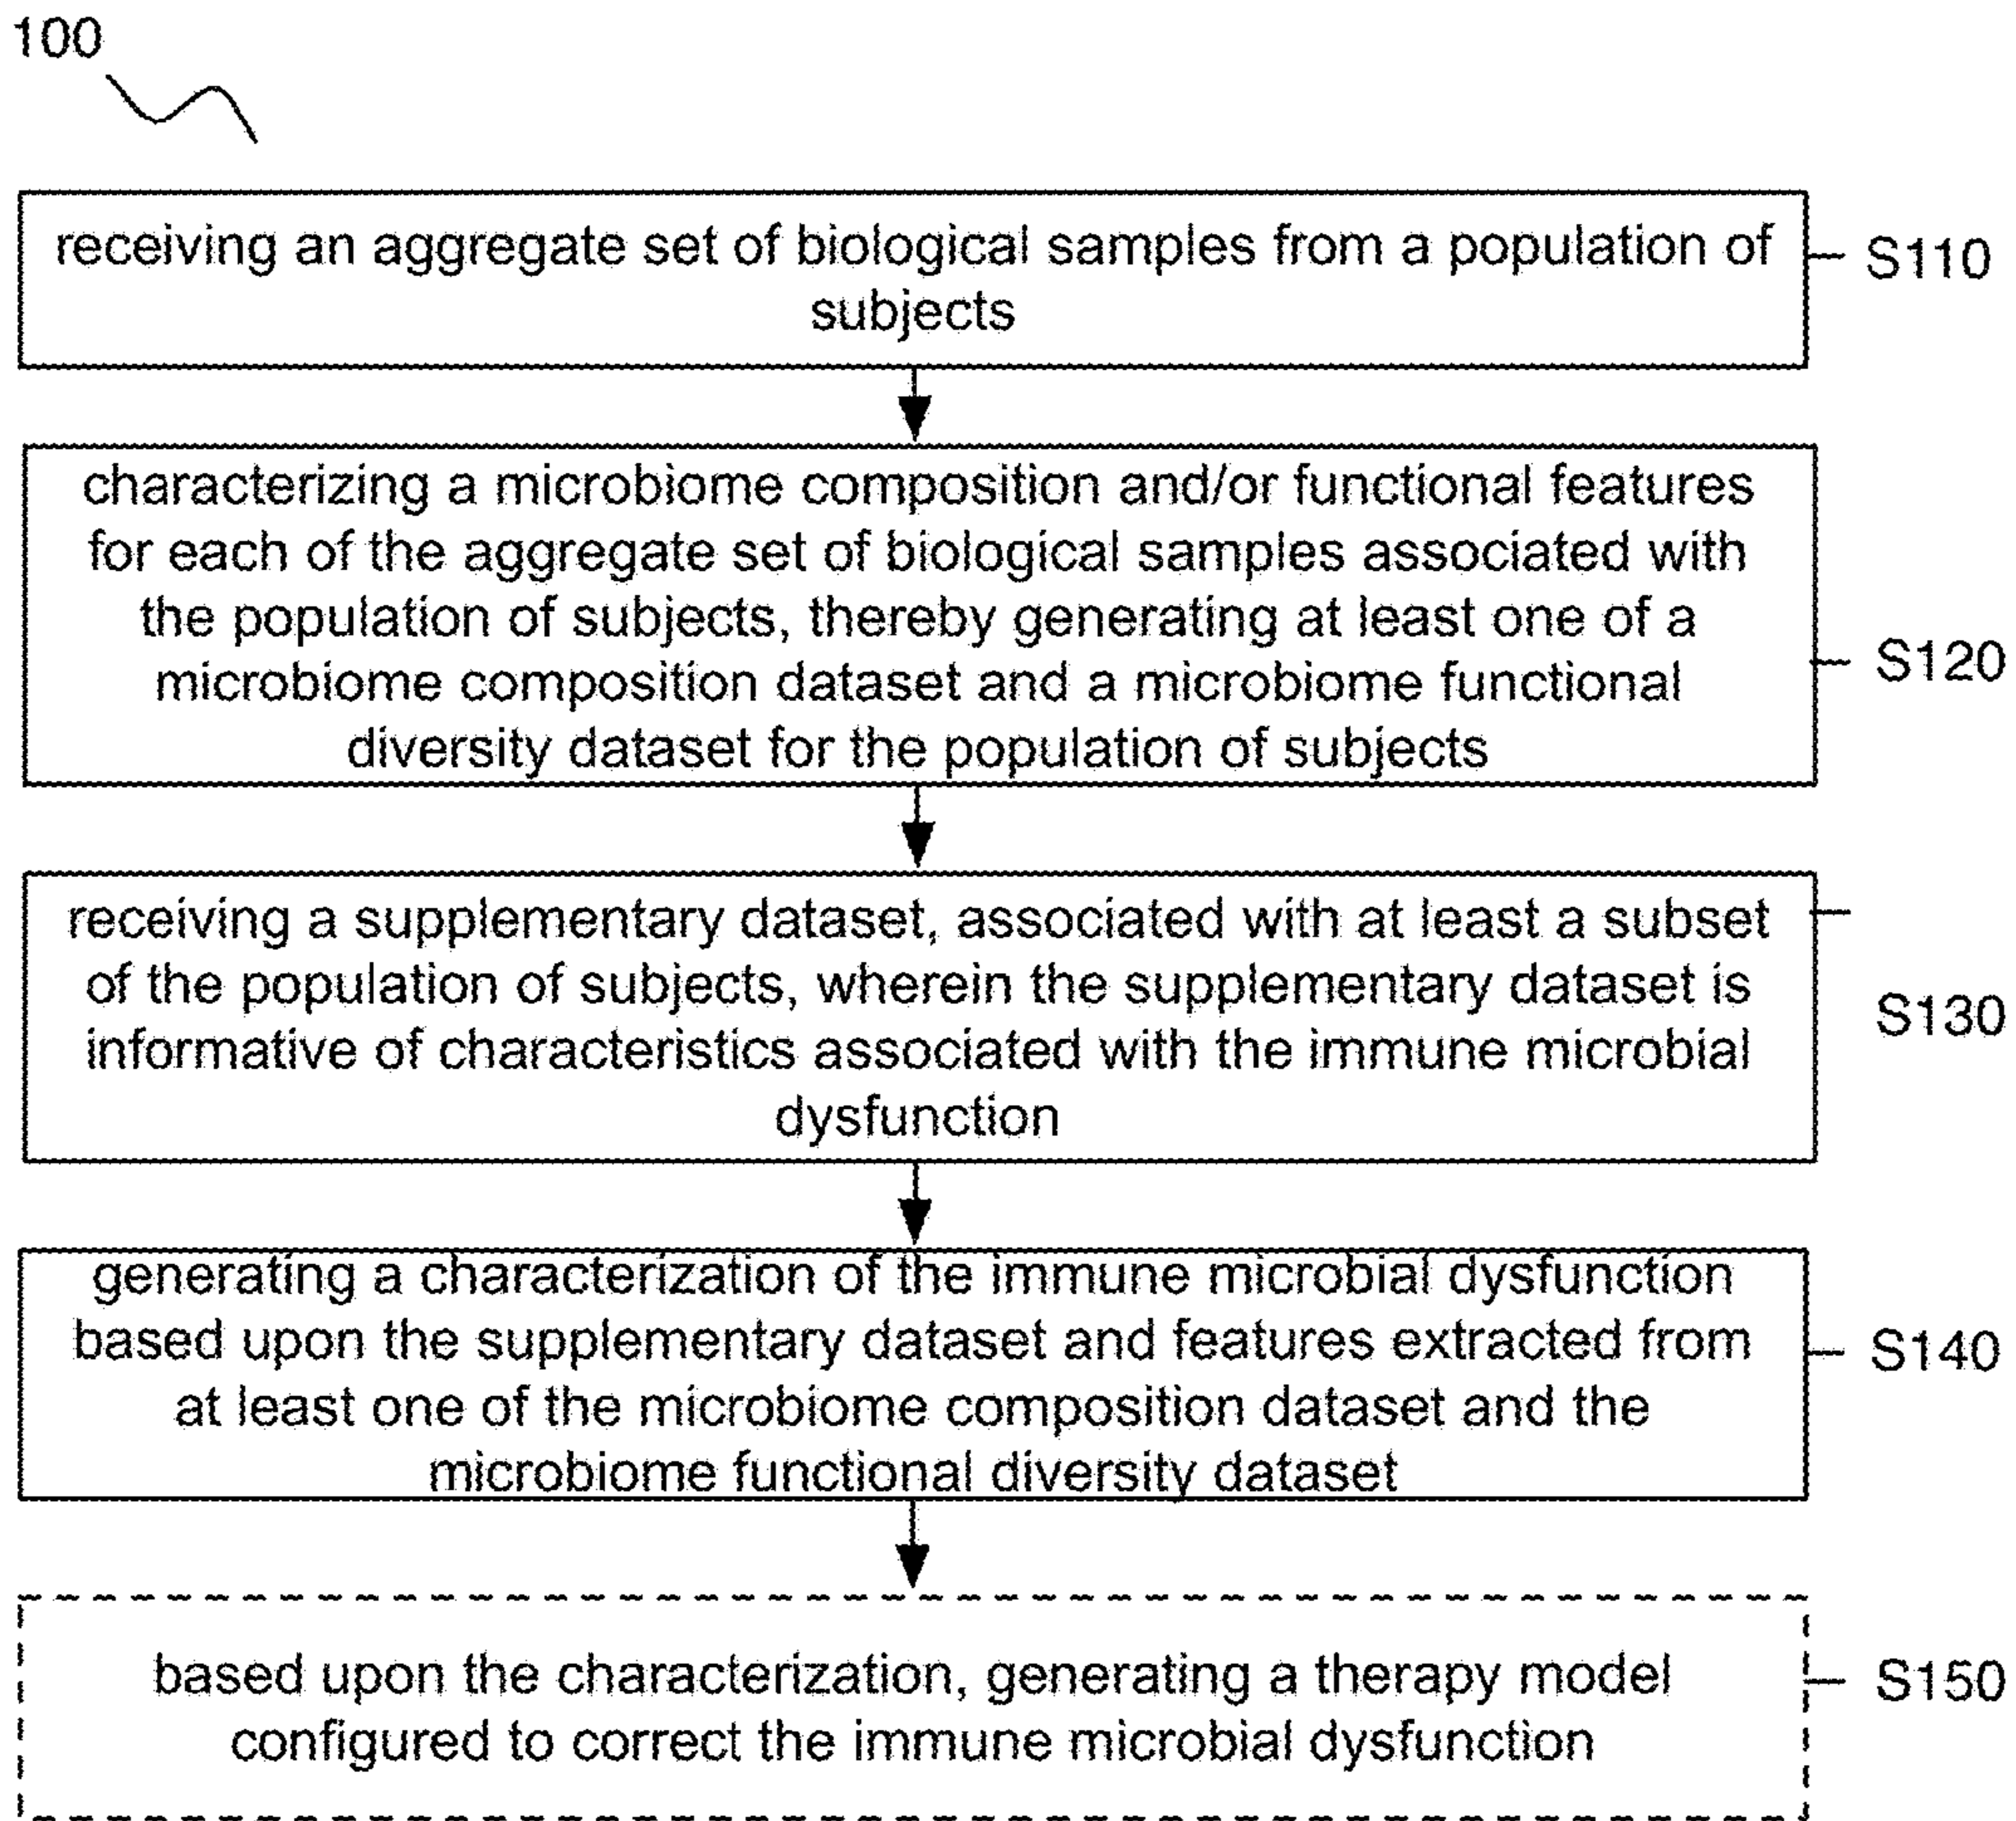 100
receiving an aggregate set of biological samples from a population of
subjects
S110
characterizing a microbiome composition and/or functional features
for each of the aggregate set of biological samples associated with
the population of subjects, thereby generating at least one of a
microbiome composition dataset and a microbiome functional
diversity dataset for the population of subjects
S120
receiving a supplementary dataset, associated with at least a subset
of the population of subjects, wherein the supplementary dataset is
informative of characteristics associated with the immune microbial
dysfunction
S130
generating a characterization of the immune microbial dysfunction
based upon the supplementary dataset and features extracted from
at least one of the microbiome composition dataset and the
microbiome functional diversity dataset
S140
based upon the characterization, generating a therapy model
configured to correct the immune microbial dysfunction
S150